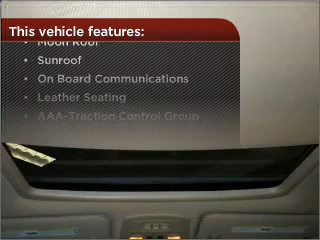 This vehicle features:
• Moon Roof
• Sunroof
• On Board Communications
• Leather Seating
• AAA-Traction Control Group